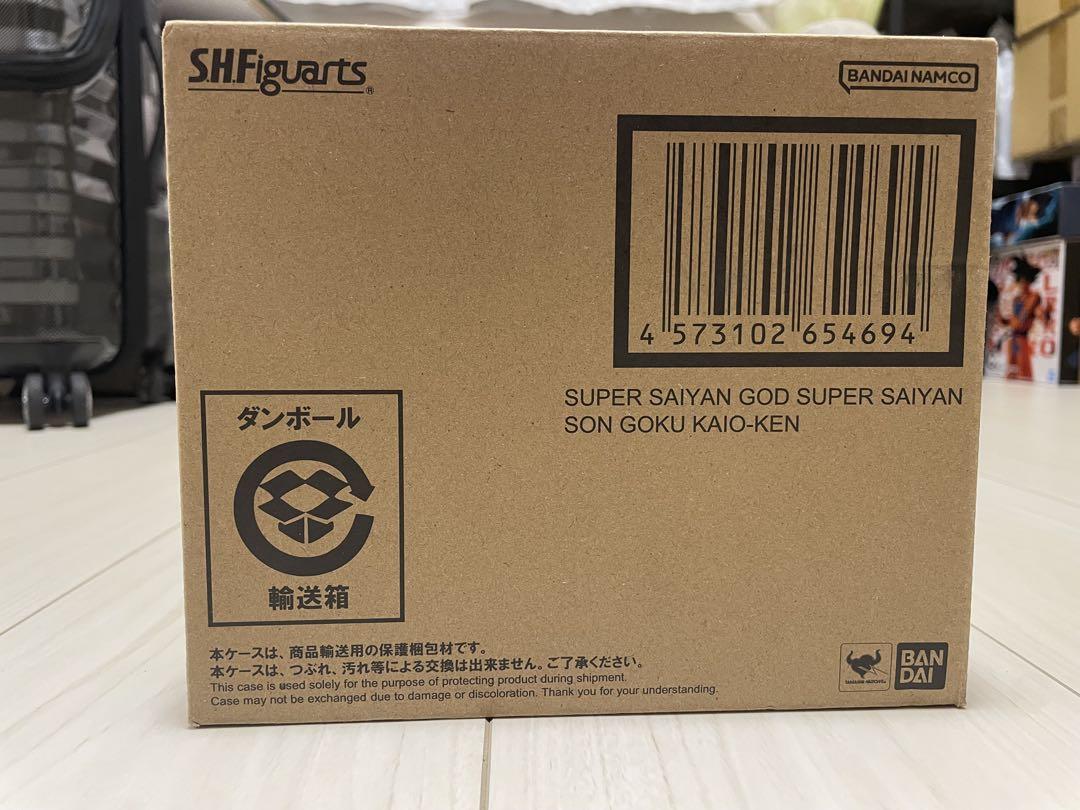 S.H.Figuarts®
BANDAI NAMCO
4 573102 654694
SUPER SAIYAN GOD SUPER SAIYAN
SON GOKU KAIO-KEN
ダンボール
輸送箱
本ケースは、商品輸送用の保護梱包材です。
本ケースは、つぶれ、汚れ等による交換は出来ません。ご了承ください。
This case is used solely for the purpose of protecting product during shipment.
Case may not be exchanged due to damage or discoloration. Thank you for your understanding.
TAMASHII NATIONS
BAN
DAI